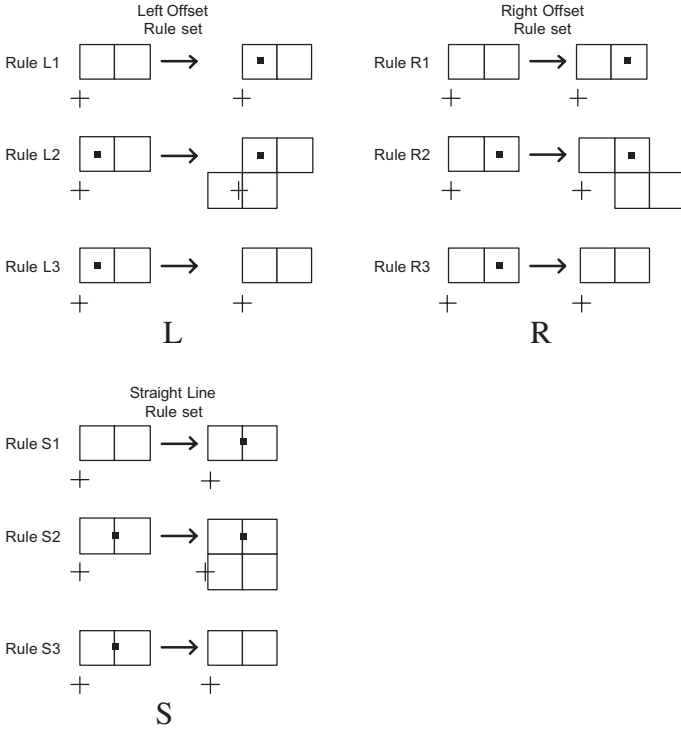 Left Offset
Rule set
Rule L1
Rule L2
Rule L3
L
Right Offset
Rule set
Rule R1
Rule R2
Rule R3
R
Straight Line
Rule set
Rule S1
Rule S2
Rule S3
S